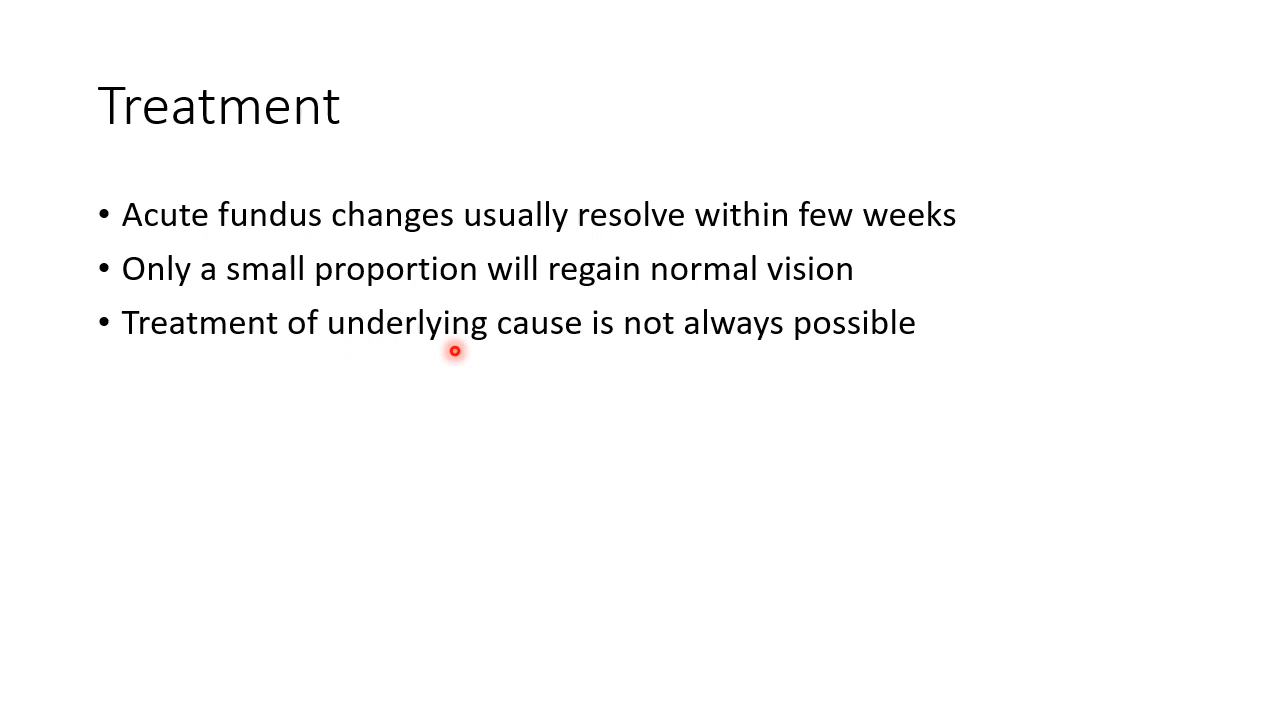 Treatment
• Acute fundus changes usually resolve within few weeks
• Only a small proportion will regain normal vision
• Treatment of underlying cause is not always possible